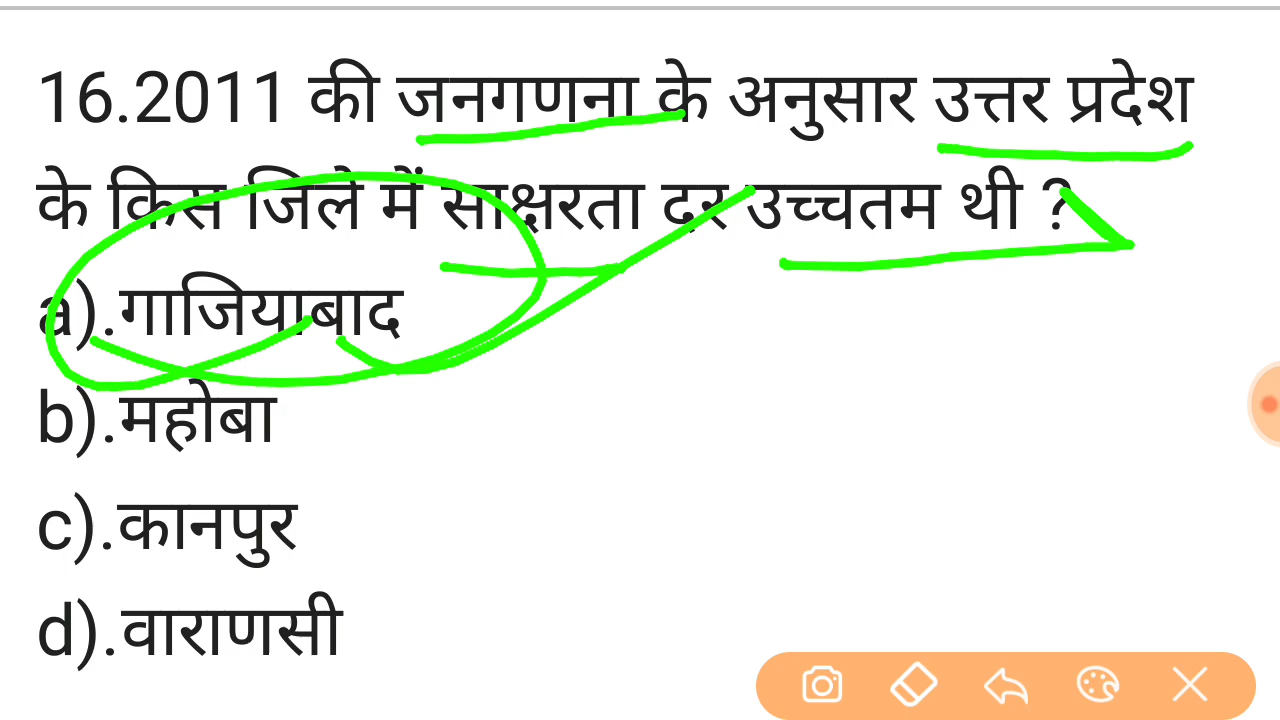 16.2011 की जनगणना के अनुसार उत्तर प्रदेश
के किस जिले में साक्षरता दर उच्चतम थी ?
a).गाजियाबाद
b).महोबा
c).कानपुर
d).वाराणसी